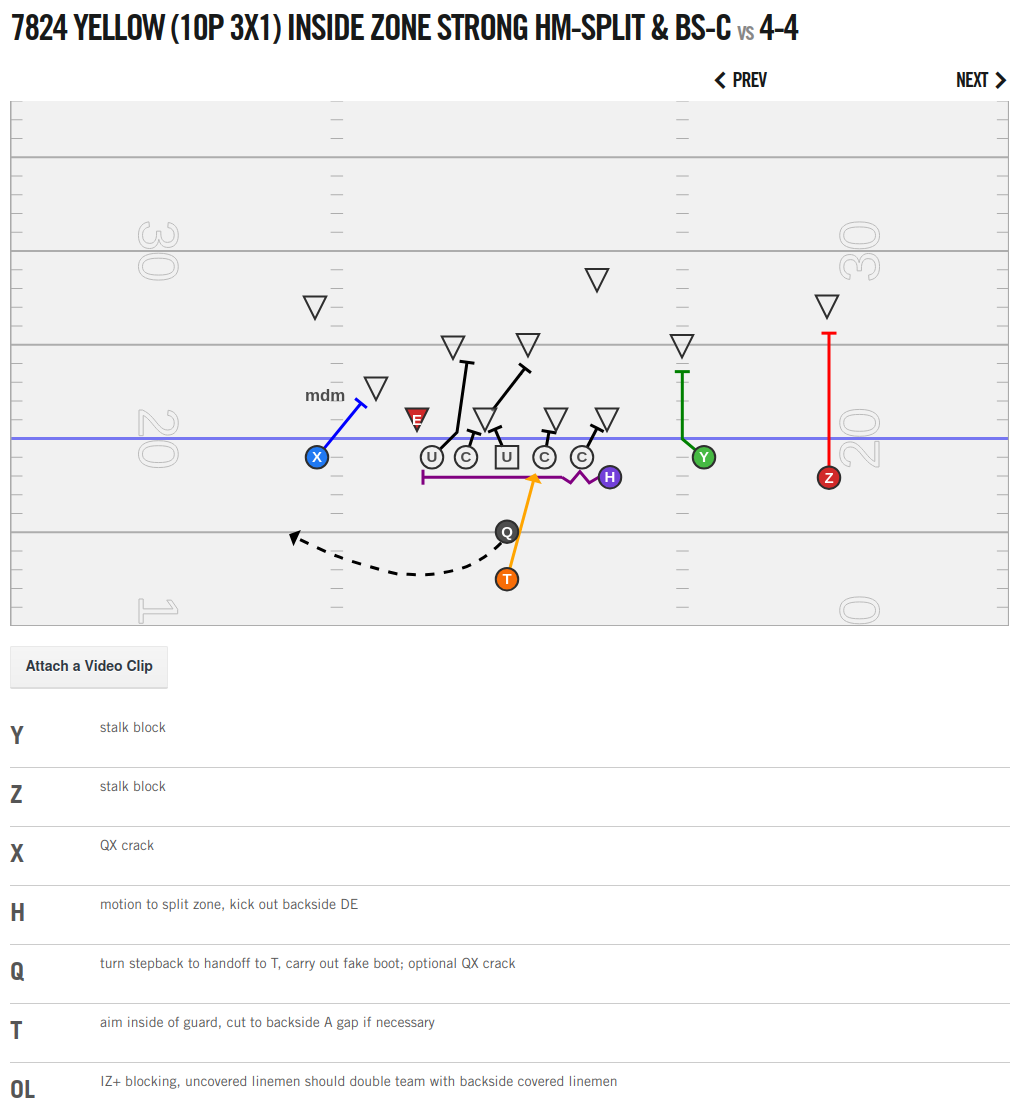 7824 YELLOW (10P 3X1) INSIDE ZONE STRONG HM-SPLIT & BS-C vs 4-4
PREV NEXT
30 30
mdm
E
20 20
X U C U C C Y
H Z
Q
T
1 0
Attach a Video Clip
Y stalk block
Z stalk block
X QX crack
H motion to split zone, kick out backside DE
Q turn stepback to handoff to T, carry out fake boot; optional QX crack
T aim inside of guard, cut to backside A gap if necessary
OL IZ+ blocking, uncovered linemen should double team with backside covered linemen